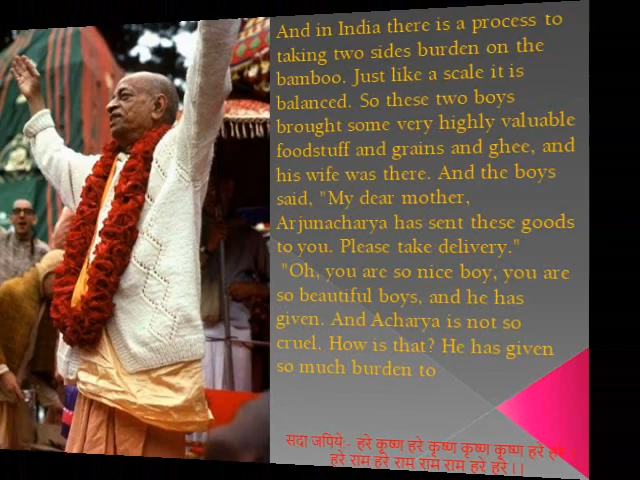 And in India there is a process to
taking two sides burden on the
bamboo. Just like a scale it is
balanced. So these two boys
brought some very highly valuable
foodstuff and grains and ghee, and
his wife was there. And the boys
said, "My dear mother,
Arjunacharya has sent these goods
to you. Please take delivery."
"Oh, you are so nice boy, you are
so beautiful boys, and he has
given. And Acharya is not so
cruel. How is that? He has given
so much burden to
सदा जपिये:- हरे कृष्ण हरे कृष्ण कृष्ण कृष्ण हरे हरे
हरे राम हरे राम राम राम हरे हरे ।।